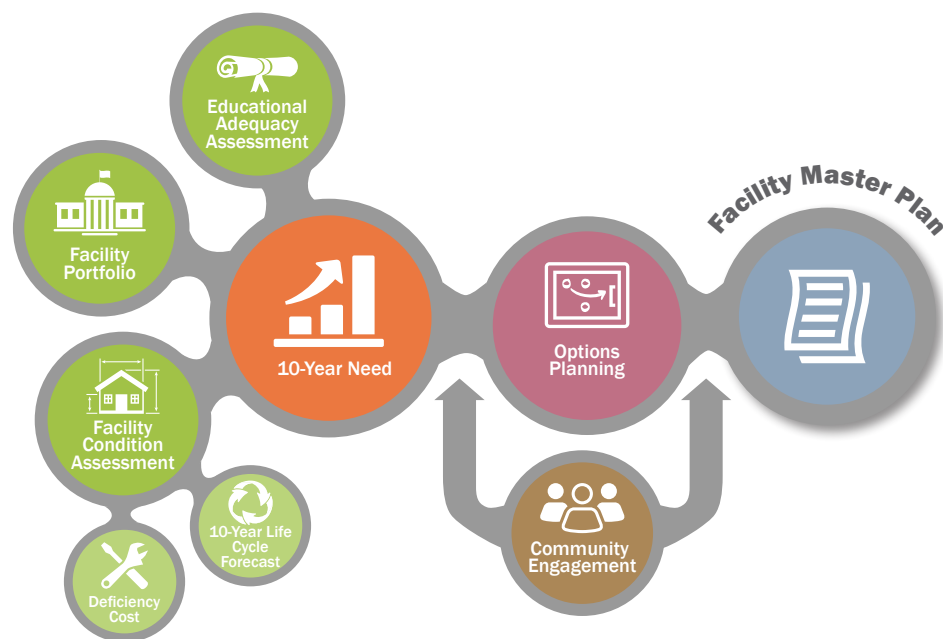 Educational
Adequacy
Assessment
Facility
Portfolio
Facility Master Plan
10-Year Need
Options
Planning
Facility
Condition
Assessment
10-Year Life
Cycle
Forecast
Community
Engagement
Deficiency
Cost